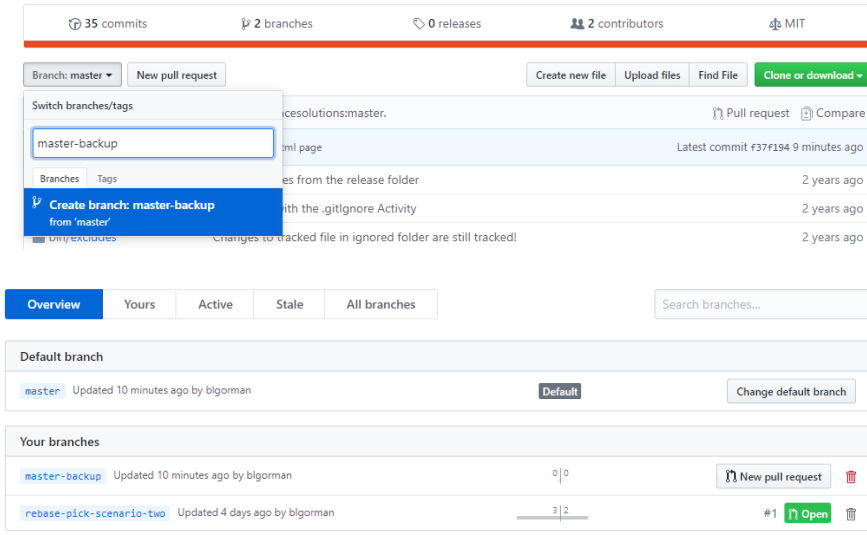 35 commits 2 branches 0 releases 2 contributors MIT
Branch: master New pull request Create new file Upload files Find File Clone or download
Switch branches/tags
cesolutions:master. Pull request Compare
master-backup
tml page Latest commit f37f194 9 minutes ago
Branches Tags
es from the release folder 2 years ago
Create branch: master-backup
from 'master'
ith the .gitIgnore Activity 2 years ago
bin/excludes Changes to tracked file in ignored folder are still tracked! 2 years ago
Overview Yours Active Stale All branches Search branches...
Default branch
master Updated 10 minutes ago by blgorman Default Change default branch
Your branches
master-backup Updated 10 minutes ago by blgorman 0|0 New pull request
rebase-pick-scenario-two Updated 4 days ago by blgorman 3|2 #1 Open